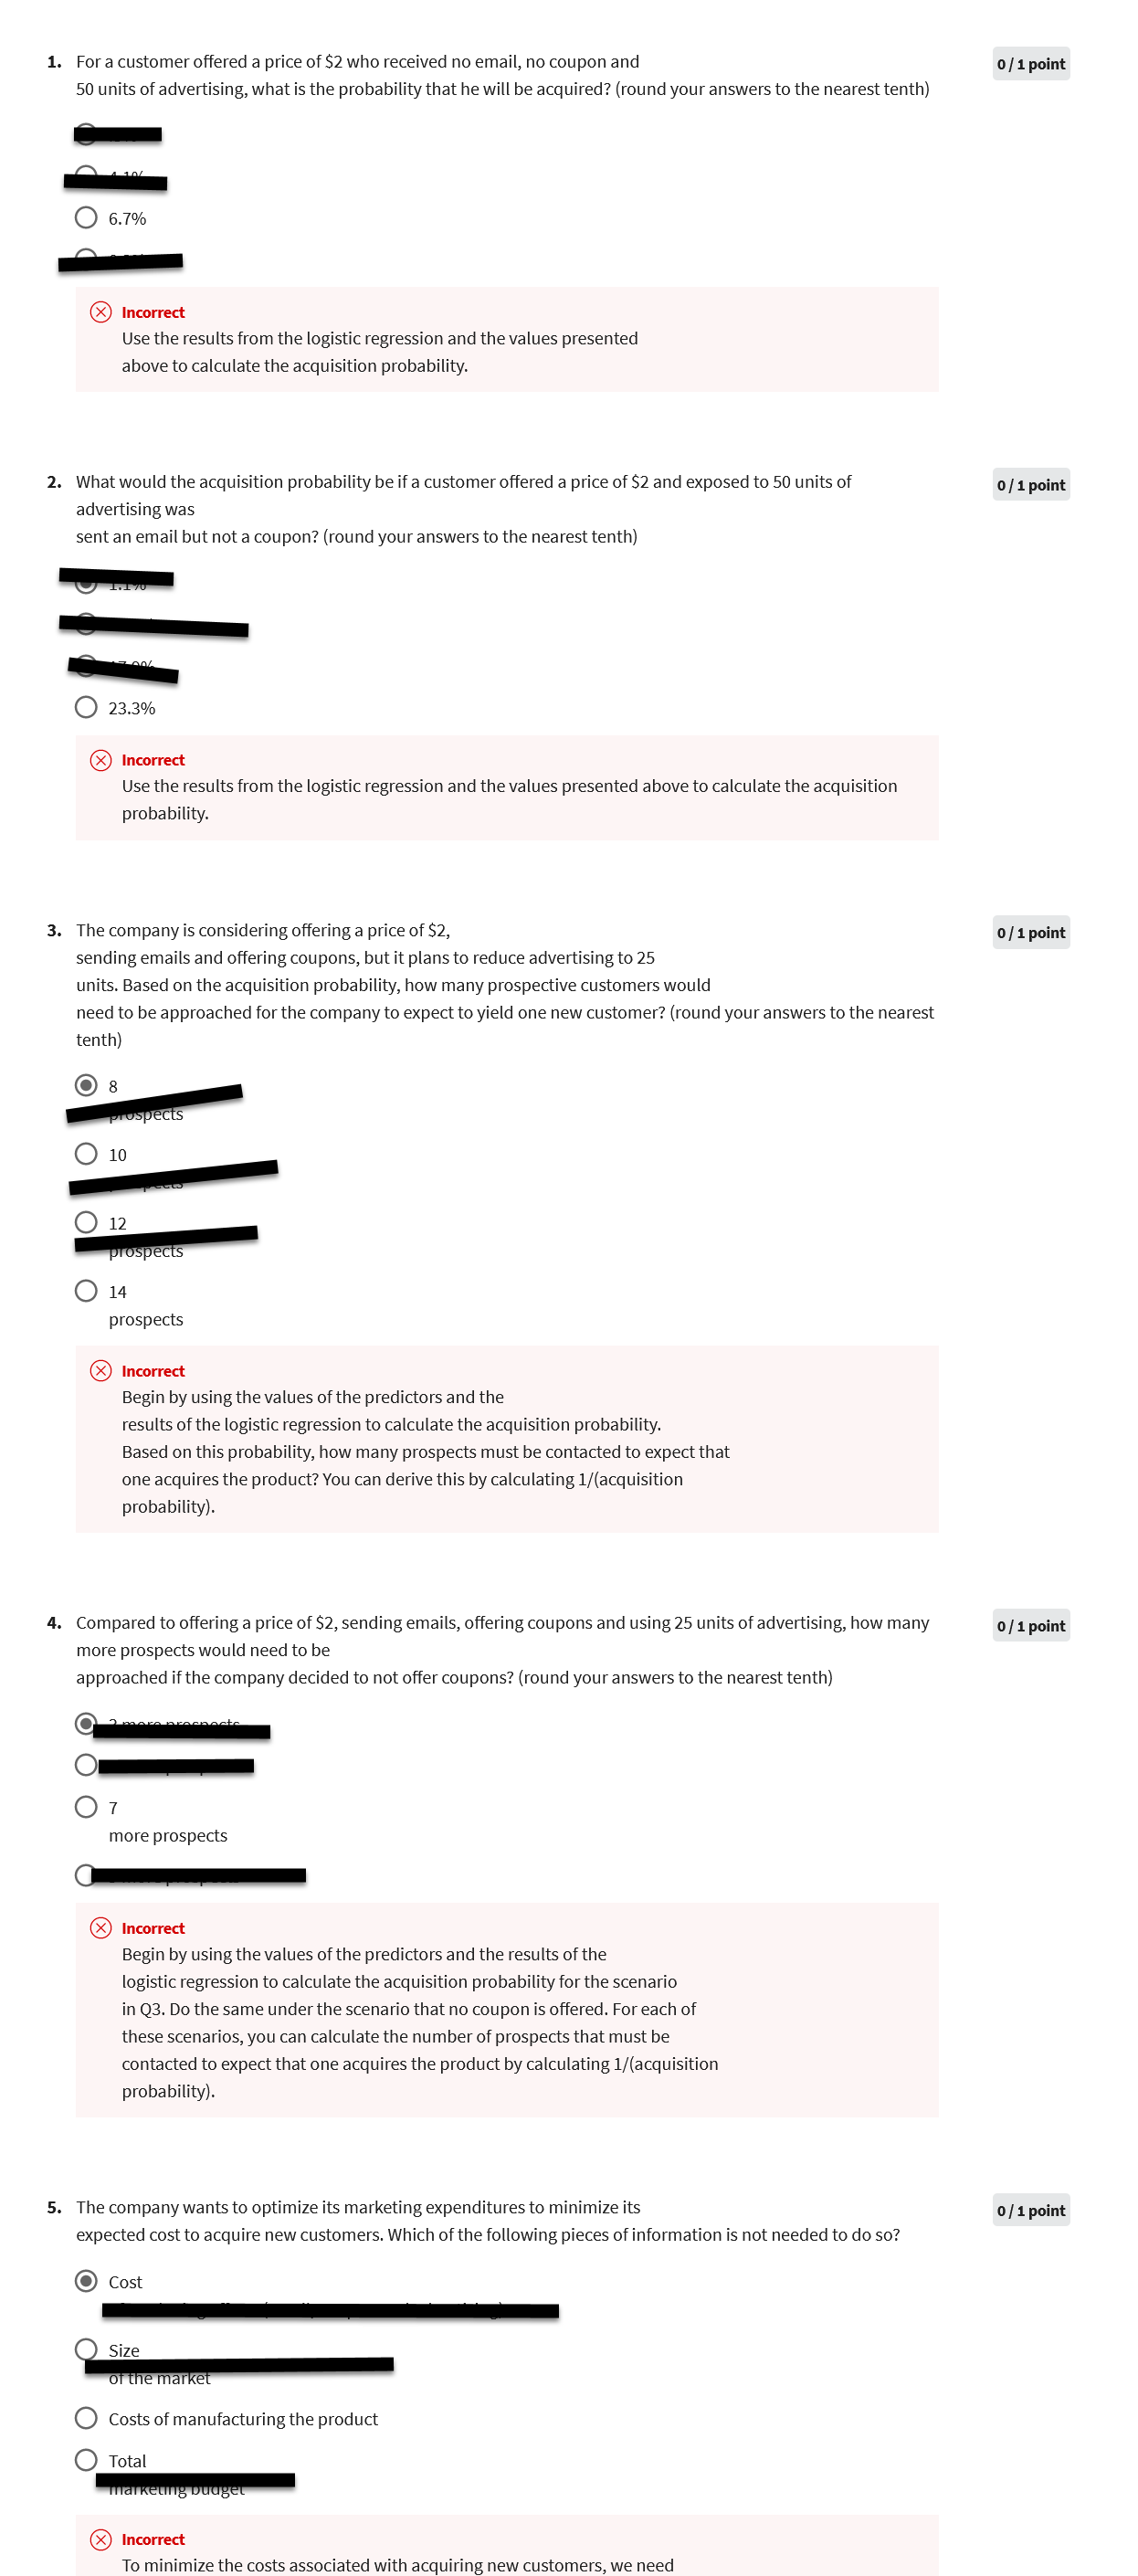 1. For a customer offered a price of $2 who received no email, no coupon and
0 / 1 point
50 units of advertising, what is the probability that he will be acquired? (round your answers to the nearest tenth)
6.7%
Incorrect
Use the results from the logistic regression and the values presented
above to calculate the acquisition probability.
2. What would the acquisition probability be if a customer offered a price of $2 and exposed to 50 units of
0 / 1 point
advertising was
sent an email but not a coupon? (round your answers to the nearest tenth)
1.1%
23.3%
Incorrect
Use the results from the logistic regression and the values presented above to calculate the acquisition
probability.
3. The company is considering offering a price of $2,
0 / 1 point
sending emails and offering coupons, but it plans to reduce advertising to 25
units. Based on the acquisition probability, how many prospective customers would
need to be approached for the company to expect to yield one new customer? (round your answers to the nearest
tenth)
8
prospects
10
12
prospects
14
prospects
Incorrect
Begin by using the values of the predictors and the
results of the logistic regression to calculate the acquisition probability.
Based on this probability, how many prospects must be contacted to expect that
one acquires the product? You can derive this by calculating 1/(acquisition
probability).
4. Compared to offering a price of $2, sending emails, offering coupons and using 25 units of advertising, how many
0 / 1 point
more prospects would need to be
approached if the company decided to not offer coupons? (round your answers to the nearest tenth)
more prospects
7
more prospects
Incorrect
Begin by using the values of the predictors and the results of the
logistic regression to calculate the acquisition probability for the scenario
in Q3. Do the same under the scenario that no coupon is offered. For each of
these scenarios, you can calculate the number of prospects that must be
contacted to expect that one acquires the product by calculating 1/(acquisition
probability).
5. The company wants to optimize its marketing expenditures to minimize its
0 / 1 point
expected cost to acquire new customers. Which of the following pieces of information is not needed to do so?
Cost
Size
of the market
Costs of manufacturing the product
Total
marketing budget
Incorrect
To minimize the costs associated with acquiring new customers, we need